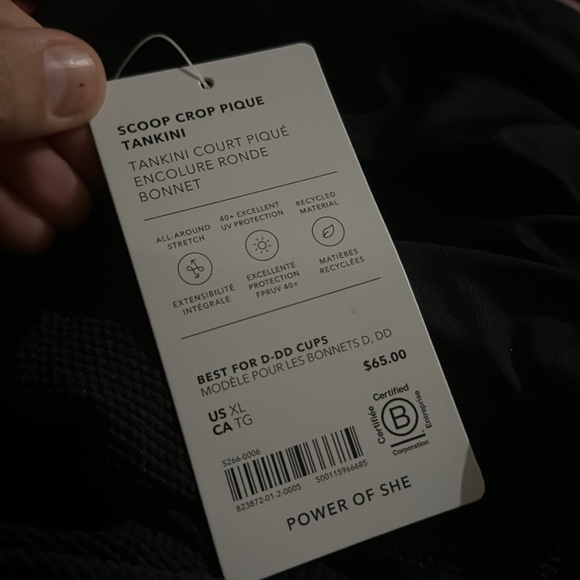 SCOOP CROP PIQUE
TANKINI
TANKINI COURT PIQUÉ
ENCOLURE RONDE
BONNET
ALL-AROUND
STRETCH
40+ EXCELLENT
UV PROTECTION
RECYCLED
MATERIAL
EXTENSIBILITÉ
INTÉGRALE
EXCELLENTE
PROTECTION
FPRUV 40+
MATIÈRES
RECYCLÉES
BEST FOR D-DD CUPS
MODÈLE POUR LES BONNETS D, DD
$65.00
US XL
CA TG
Certified
Certifiée
B
Entreprise
Corporation
S266-0006
823872-01-2-0005
500115966685
POWER OF SHE